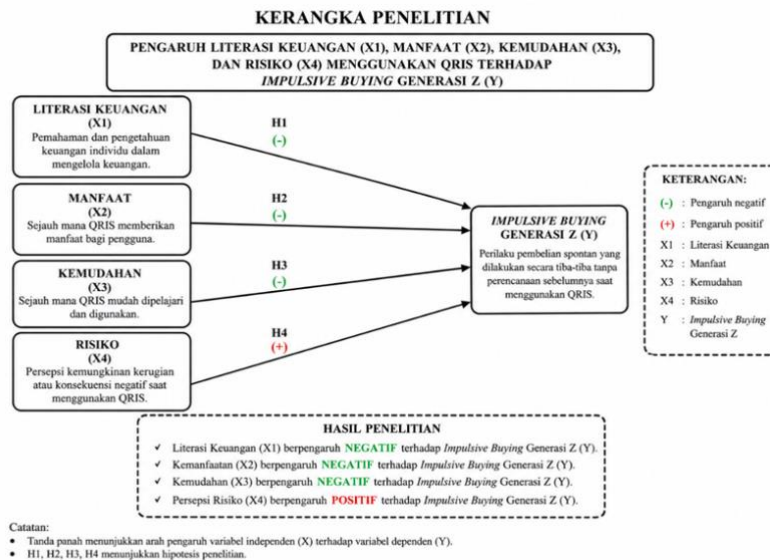 KERANGKA PENELITIAN
PENGARUH LITERASI KEUANGAN (X1), MANFAAT (X2), KEMUDAHAN (X3),
DAN RISIKO (X4) MENGGUNAKAN QRIS TERHADAP
IMPULSIVE BUYING GENERASI Z (Y)
LITERASI KEUANGAN
(X1)
Pemahaman dan pengetahuan
keuangan individu dalam
mengelola keuangan.
H1
(-)
MANFAAT
(X2)
Sejauh mana QRIS memberikan
manfaat bagi pengguna.
H2
(-)
KEMUDAHAN
(X3)
Sejauh mana QRIS mudah dipelajari
dan digunakan.
H3
(-)
RISIKO
(X4)
Persepsi kemungkinan kerugian
atau konsekuensi negatif saat
menggunakan QRIS.
H4
(+)
IMPULSIVE BUYING
GENERASI Z (Y)
Perilaku pembelian spontan yang
dilakukan secara tiba-tiba tanpa
perencanaan sebelumnya saat
menggunakan QRIS.
KETERANGAN:
(-) : Pengaruh negatif
(+) : Pengaruh positif
X1 : Literasi Keuangan
X2 : Manfaat
X3 : Kemudahan
X4 : Risiko
Y : Impulsive Buying
Generasi Z
HASIL PENELITIAN
✓ Literasi Keuangan (X1) berpengaruh NEGATIF terhadap Impulsive Buying Generasi Z (Y).
✓ Kemanfaatan (X2) berpengaruh NEGATIF terhadap Impulsive Buying Generasi Z (Y).
✓ Kemudahan (X3) berpengaruh NEGATIF terhadap Impulsive Buying Generasi Z (Y).
✓ Persepsi Risiko (X4) berpengaruh POSITIF terhadap Impulsive Buying Generasi Z (Y).
Catatan:
• Tanda panah menunjukkan arah pengaruh variabel independen (X) terhadap variabel dependen (Y).
• H1, H2, H3, H4 menunjukkan hipotesis penelitian.